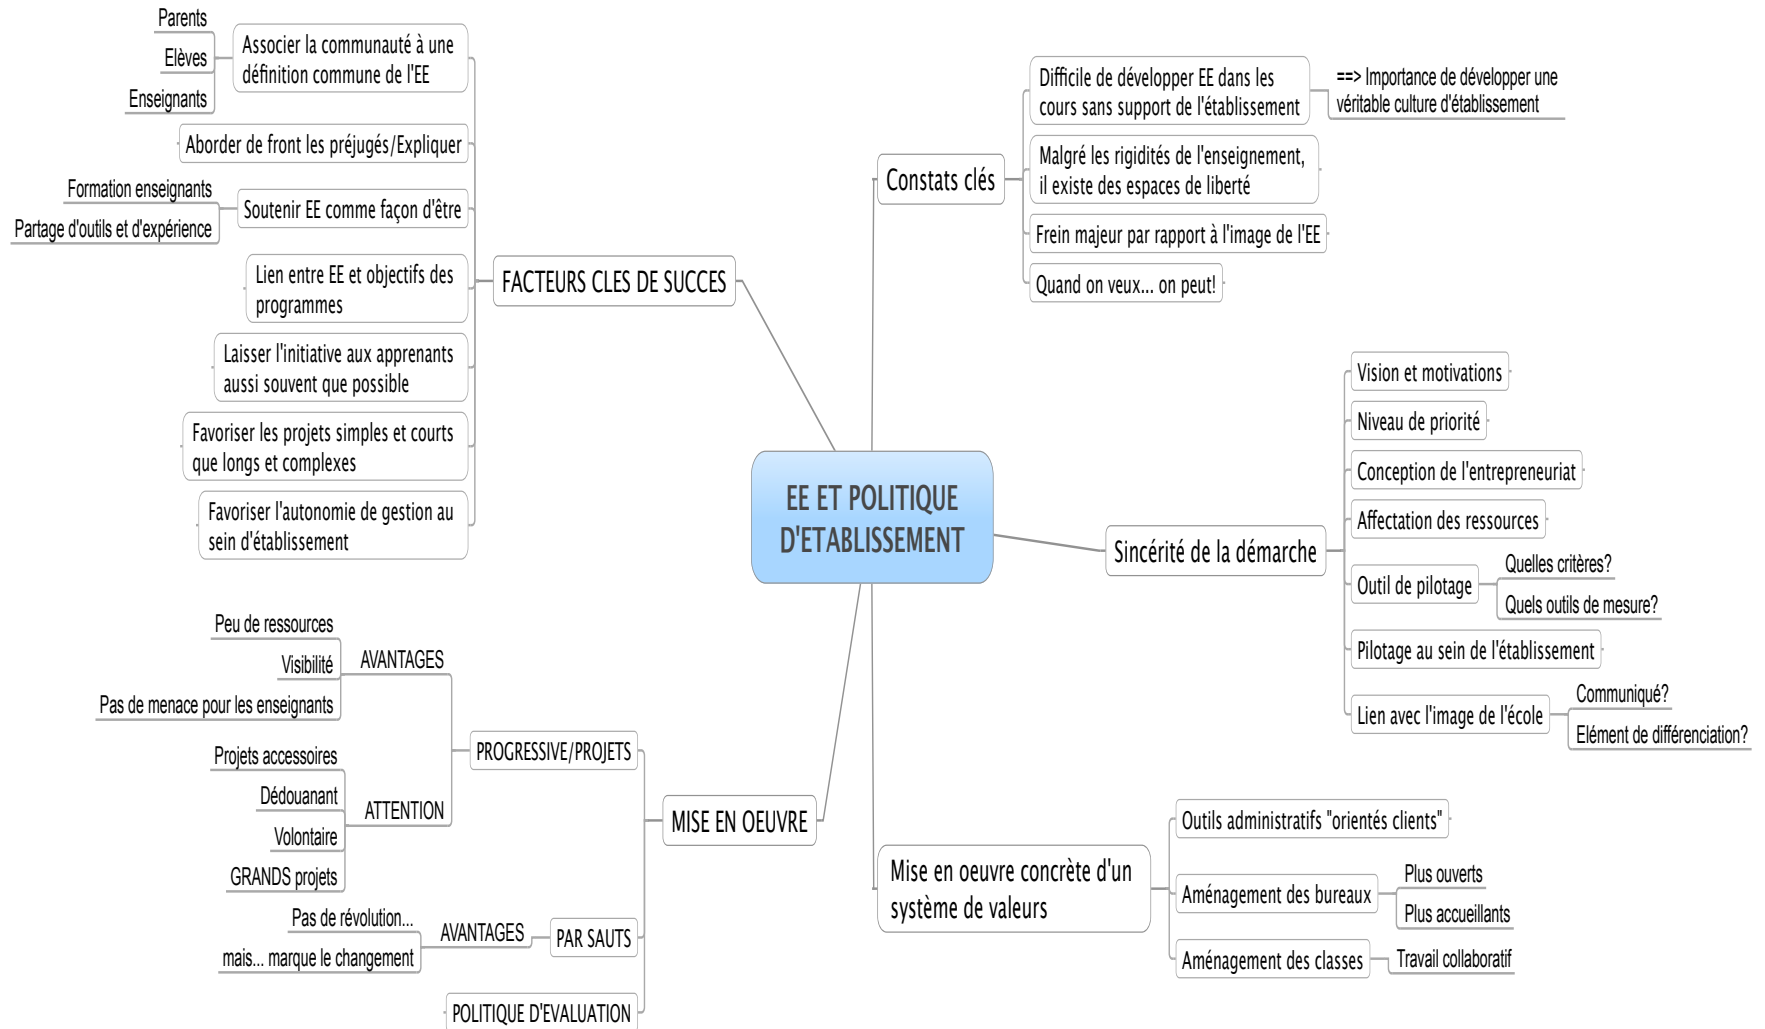 EE ET POLITIQUE
D'ETABLISSEMENT
Constats clés
Difficile de développer EE dans les
cours sans support de l'établissement
==> Importance de développer une
véritable culture d'établissement
Malgré les rigidités de l'enseignement,
il existe des espaces de liberté
Frein majeur par rapport à l'image de l'EE
Quand on veux... on peut!
Sincérité de la démarche
Vision et motivations
Niveau de priorité
Conception de l'entrepreneuriat
Affectation des ressources
Outil de pilotage
Quelles critères?
Quels outils de mesure?
Pilotage au sein de l'établissement
Lien avec l'image de l'école
Communiqué?
Elément de différenciation?
Mise en oeuvre concrète d'un
système de valeurs
Outils administratifs "orientés clients"
Aménagement des bureaux
Plus ouverts
Plus accueillants
Aménagement des classes
Travail collaboratif
FACTEURS CLES DE SUCCES
Associer la communauté à une
définition commune de l'EE
Parents
Elèves
Enseignants
Aborder de front les préjugés/Expliquer
Soutenir EE comme façon d'être
Formation enseignants
Partage d'outils et d'expérience
Lien entre EE et objectifs des
programmes
Laisser l'initiative aux apprenants
aussi souvent que possible
Favoriser les projets simples et courts
que longs et complexes
Favoriser l'autonomie de gestion au
sein d'établissement
MISE EN OEUVRE
PROGRESSIVE/PROJETS
AVANTAGES
Peu de ressources
Visibilité
Pas de menace pour les enseignants
ATTENTION
Projets accessoires
Dédouanant
Volontaire
GRANDS projets
PAR SAUTS
AVANTAGES
Pas de révolution...
mais... marque le changement
POLITIQUE D'EVALUATION